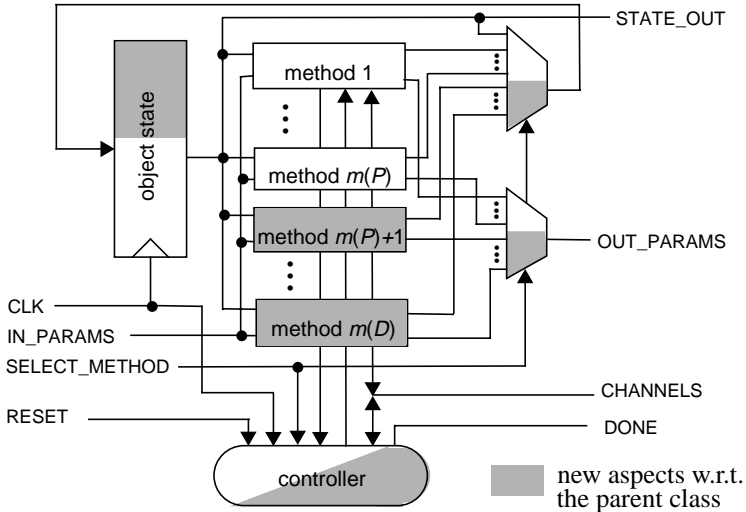 STATE_OUT
method 1
object state
method m(P)
method m(P)+1
OUT_PARAMS
CLK
IN_PARAMS
method m(D)
SELECT_METHOD
CHANNELS
RESET
DONE
controller
new aspects w.r.t.
the parent class